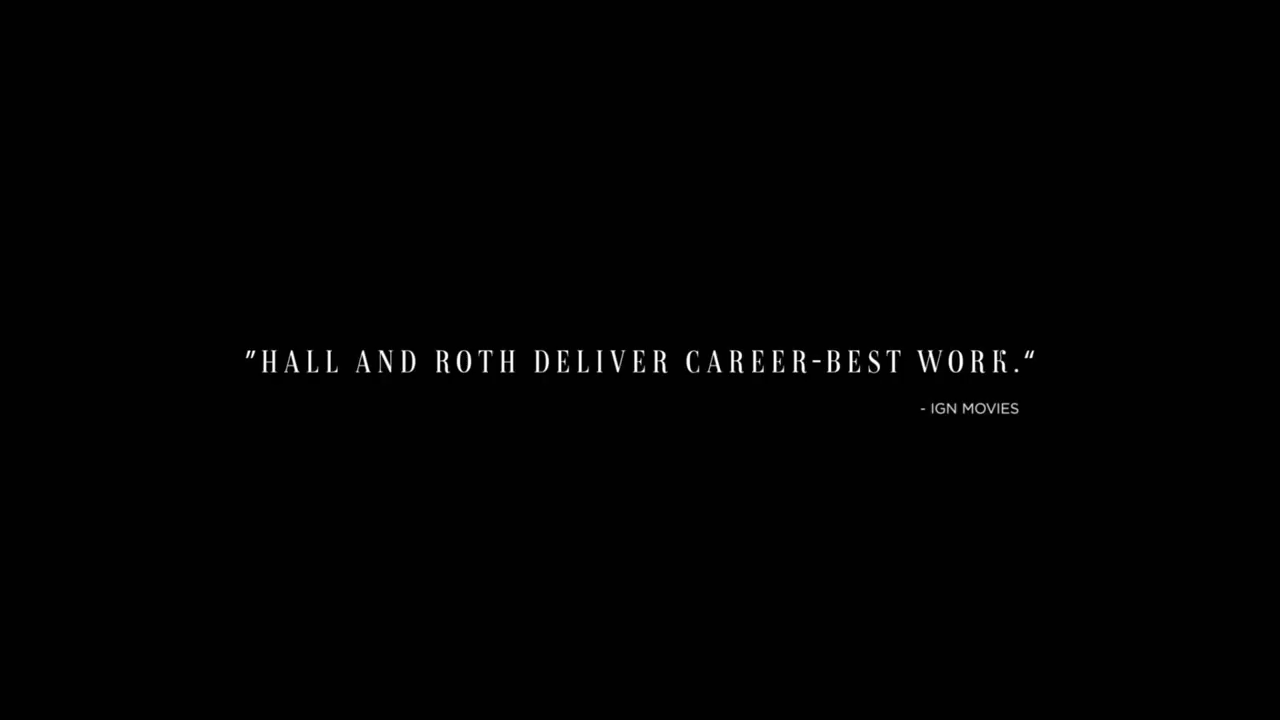 "HALL AND ROTH DELIVER CAREER-BEST WORK."
- IGN MOVIES